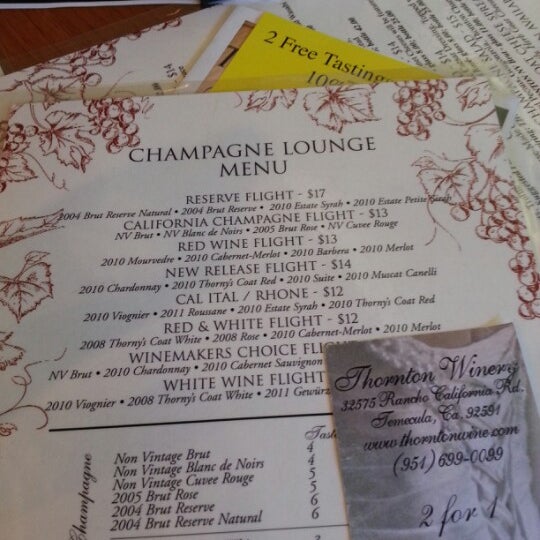 2 Free Tasting
CHAMPAGNE LOUNGE
MENU
RESERVE FLIGHT - $17
2004 Brut Reserve Natural • 2004 Brut Reserve • 2010 Estate Syrah • 2010 Estate Petite Syrah
CALIFORNIA CHAMPAGNE FLIGHT - $13
NV Brut • NV Blanc de Noirs • 2005 Brut Rose • NV Cuvee Rouge
RED WINE FLIGHT - $13
2010 Mourvedre • 2010 Cabernet-Merlot • 2010 Barbera • 2010 Merlot
NEW RELEASE FLIGHT - $14
2010 Chardonnay • 2010 Thorny's Coat Red • 2010 Suite • 2010 Muscat Canelli
CAL ITAL / RHONE - $12
2010 Viognier • 2011 Roussane • 2010 Estate Syrah • 2010 Thorny's Coat Red
RED & WHITE FLIGHT - $12
2008 Thorny's Coat White • 2008 Rose • 2010 Cabernet-Merlot • 2010 Merlot
WINEMAKERS CHOICE
NV Brut • 2010 Chardonnay • 2010 Cabernet Sauvignon
WHITE WINE FLIGHT
2010 Viognier • 2008 Thorny's Coat White • 2011
Champagne
Non Vintage Brut 4
Non Vintage Blanc de Noirs 4
Non Vintage Cuvee Rouge 5
2005 Brut Rose 5
2004 Brut Reserve 6
2004 Brut Reserve Natural 6
Thornton Winery
32575 Rancho California Rd.
Temecula, Ca. 92591
www.thorntonwine.com
(951) 699-0099
2 for 1